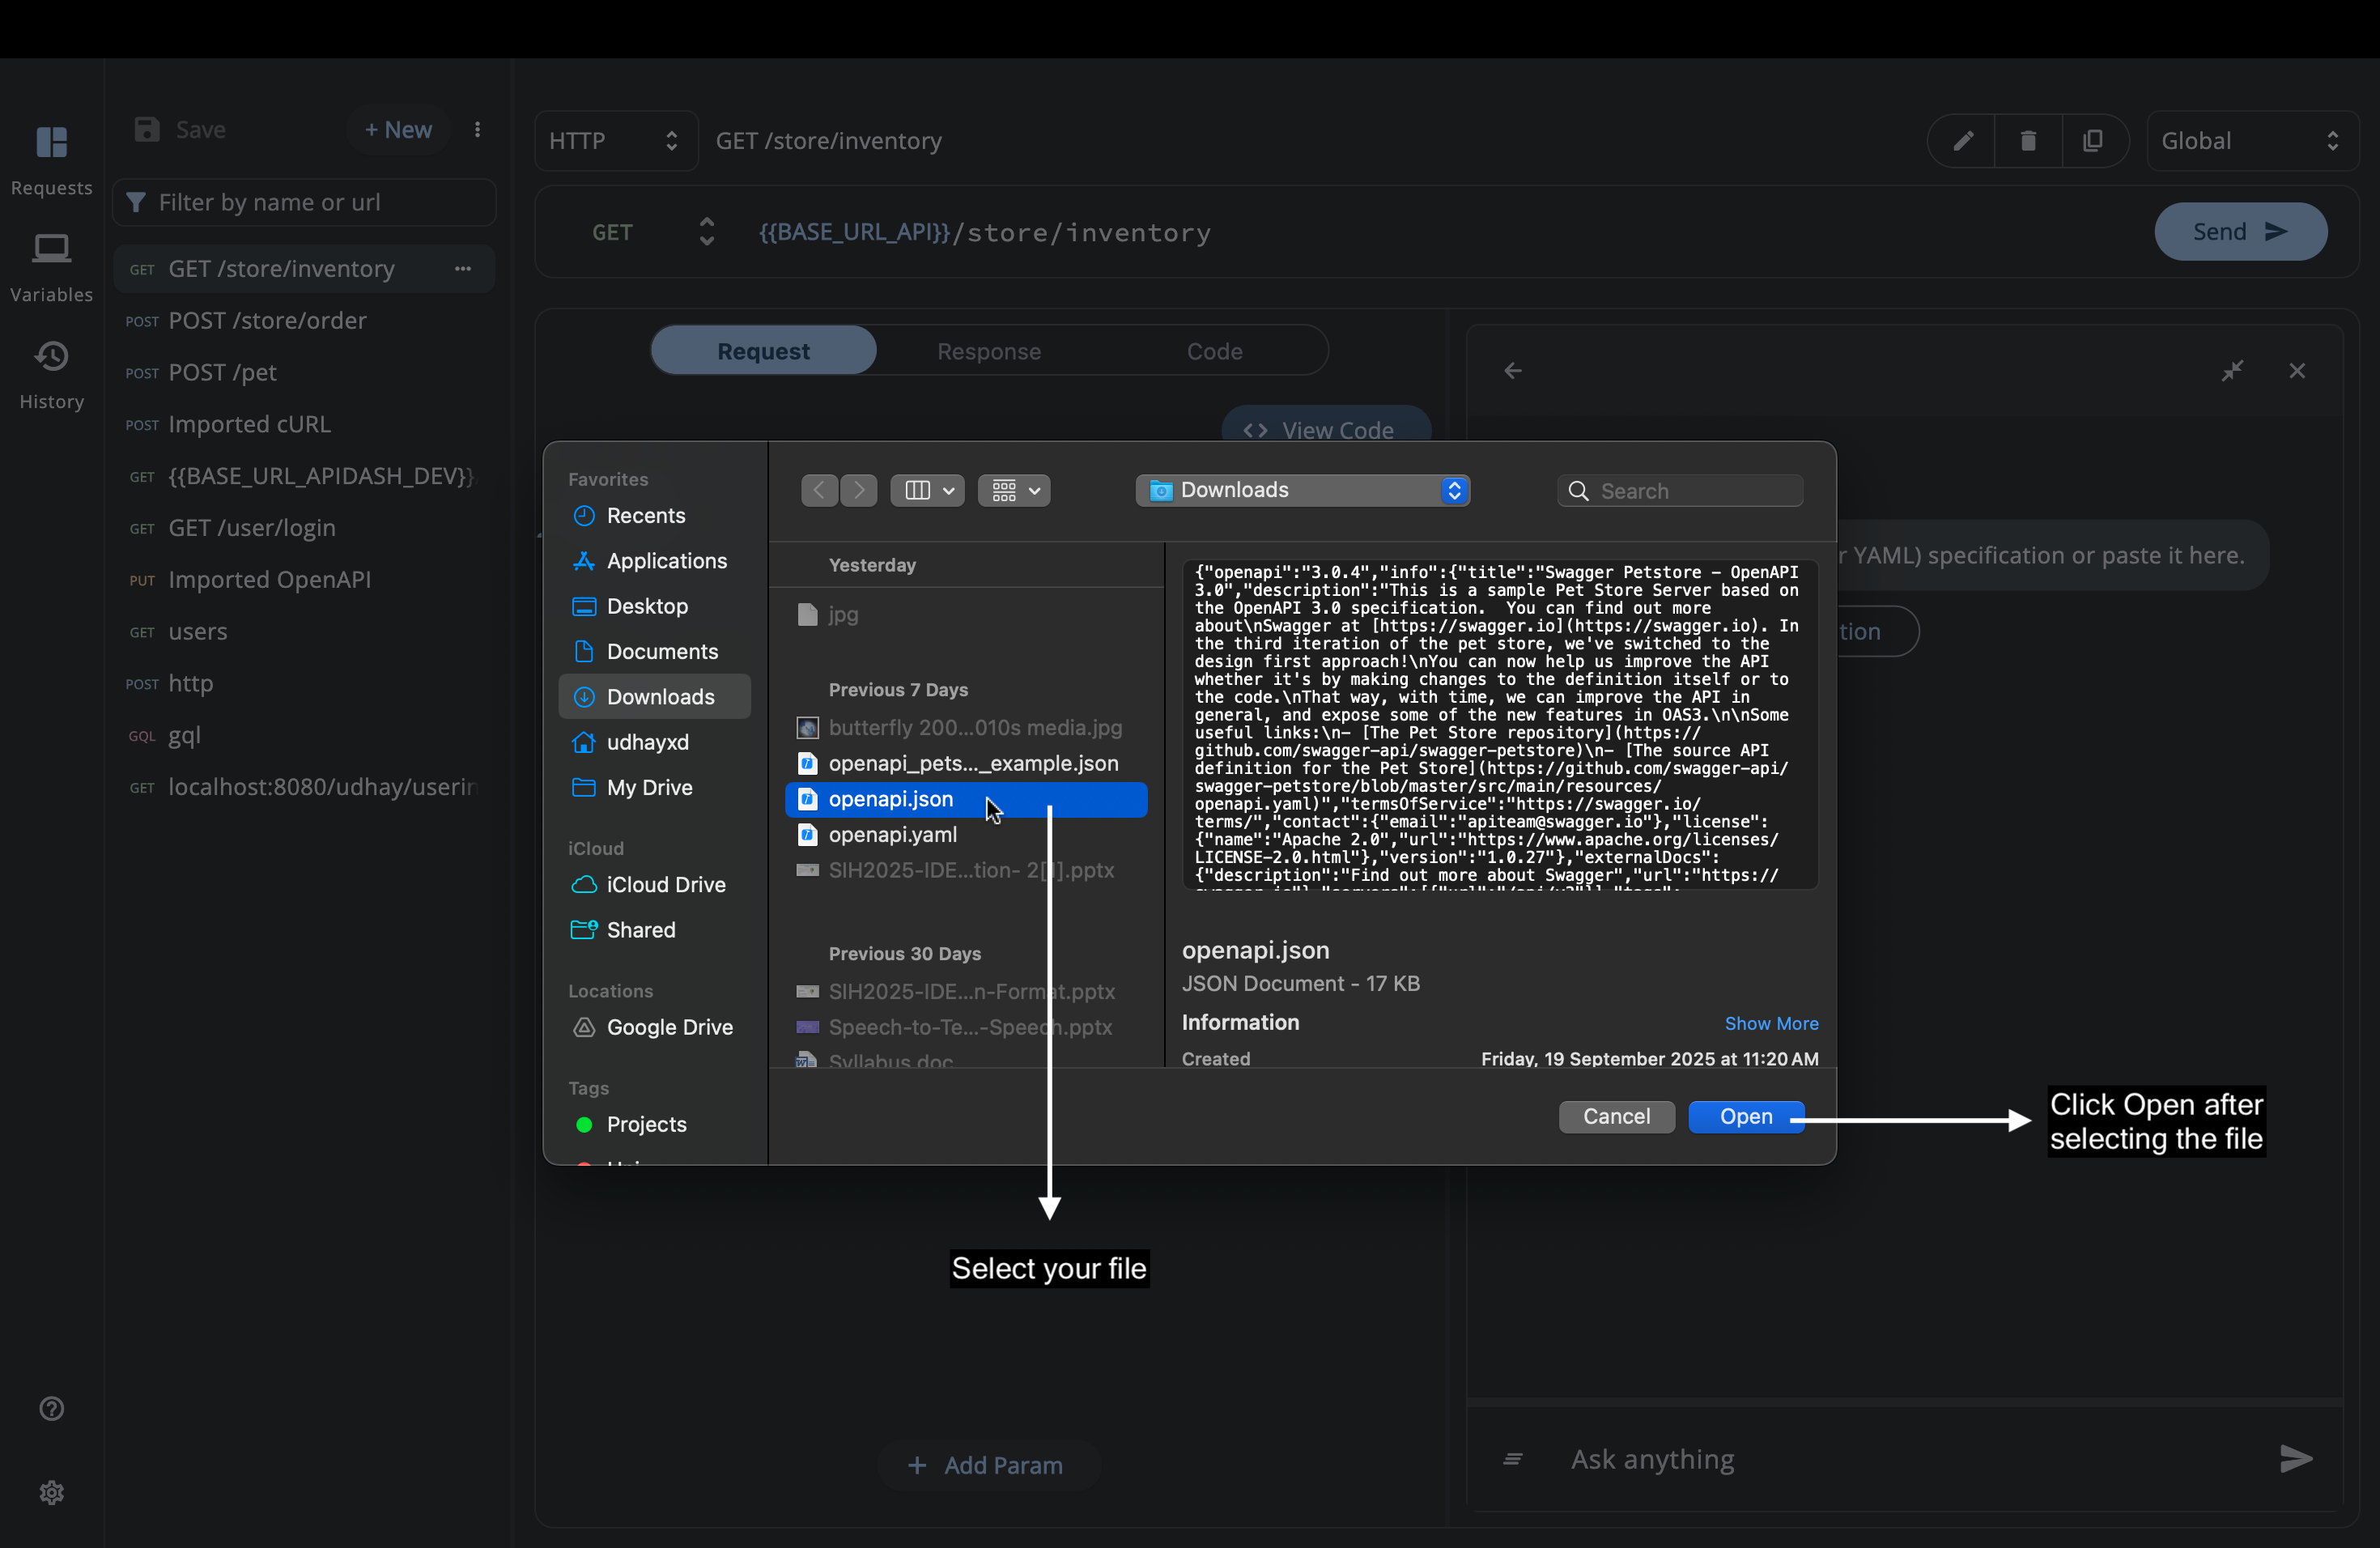 Requests
Variables
History
Save
+ New
Filter by name or url
GET GET /store/inventory
POST POST /store/order
POST POST /pet
POST Imported cURL
GET {{BASE_URL_APIDASH_DEV}}
GET GET /user/login
PUT Imported OpenAPI
GET users
POST http
GQL gql
GET localhost:8080/udhay/userin
HTTP
GET /store/inventory
Global
GET
{{BASE_URL_API}}/store/inventory
Send
Request
Response
Code
View Code
r YAML) specification or paste it here.
tion
Favorites
Recents
Applications
Desktop
Documents
Downloads
udhayxd
My Drive
iCloud
iCloud Drive
Shared
Locations
Google Drive
Tags
Projects
Downloads
Search
Yesterday
jpg
Previous 7 Days
butterfly 200...010s media.jpg
openapi_pets..._example.json
openapi.json
openapi.yaml
SIH2025-IDE...tion- 2[1].pptx
Previous 30 Days
SIH2025-IDE...n-Format.pptx
Speech-to-Te...-Speech.pptx
Syllabus.doc
{"openapi":"3.0.4","info":{"title":"Swagger Petstore – OpenAPI
3.0","description":"This is a sample Pet Store Server based on
the OpenAPI 3.0 specification.  You can find out more
about\nSwagger at [https://swagger.io](https://swagger.io). In
the third iteration of the pet store, we've switched to the
design first approach!\nYou can now help us improve the API
whether it's by making changes to the definition itself or to
the code.\nThat way, with time, we can improve the API in
general, and expose some of the new features in OAS3.\n\nSome
useful links:\n– [The Pet Store repository](https://
github.com/swagger-api/swagger-petstore)\n– [The source API
definition for the Pet Store](https://github.com/swagger-api/
swagger-petstore/blob/master/src/main/resources/
openapi.yaml)","termsOfService":"https://swagger.io/
terms/","contact":{"email":"apiteam@swagger.io"},"license":
{"name":"Apache 2.0","url":"https://www.apache.org/licenses/
LICENSE-2.0.html"},"version":"1.0.27"},"externalDocs":
{"description":"Find out more about Swagger","url":"https://
swagger.io"},"servers":[{"url":"/api/v3"}],"tags":
openapi.json
JSON Document - 17 KB
Information
Show More
Created
Friday, 19 September 2025 at 11:20 AM
Cancel
Open
Click Open after
selecting the file
Select your file
+ Add Param
Ask anything